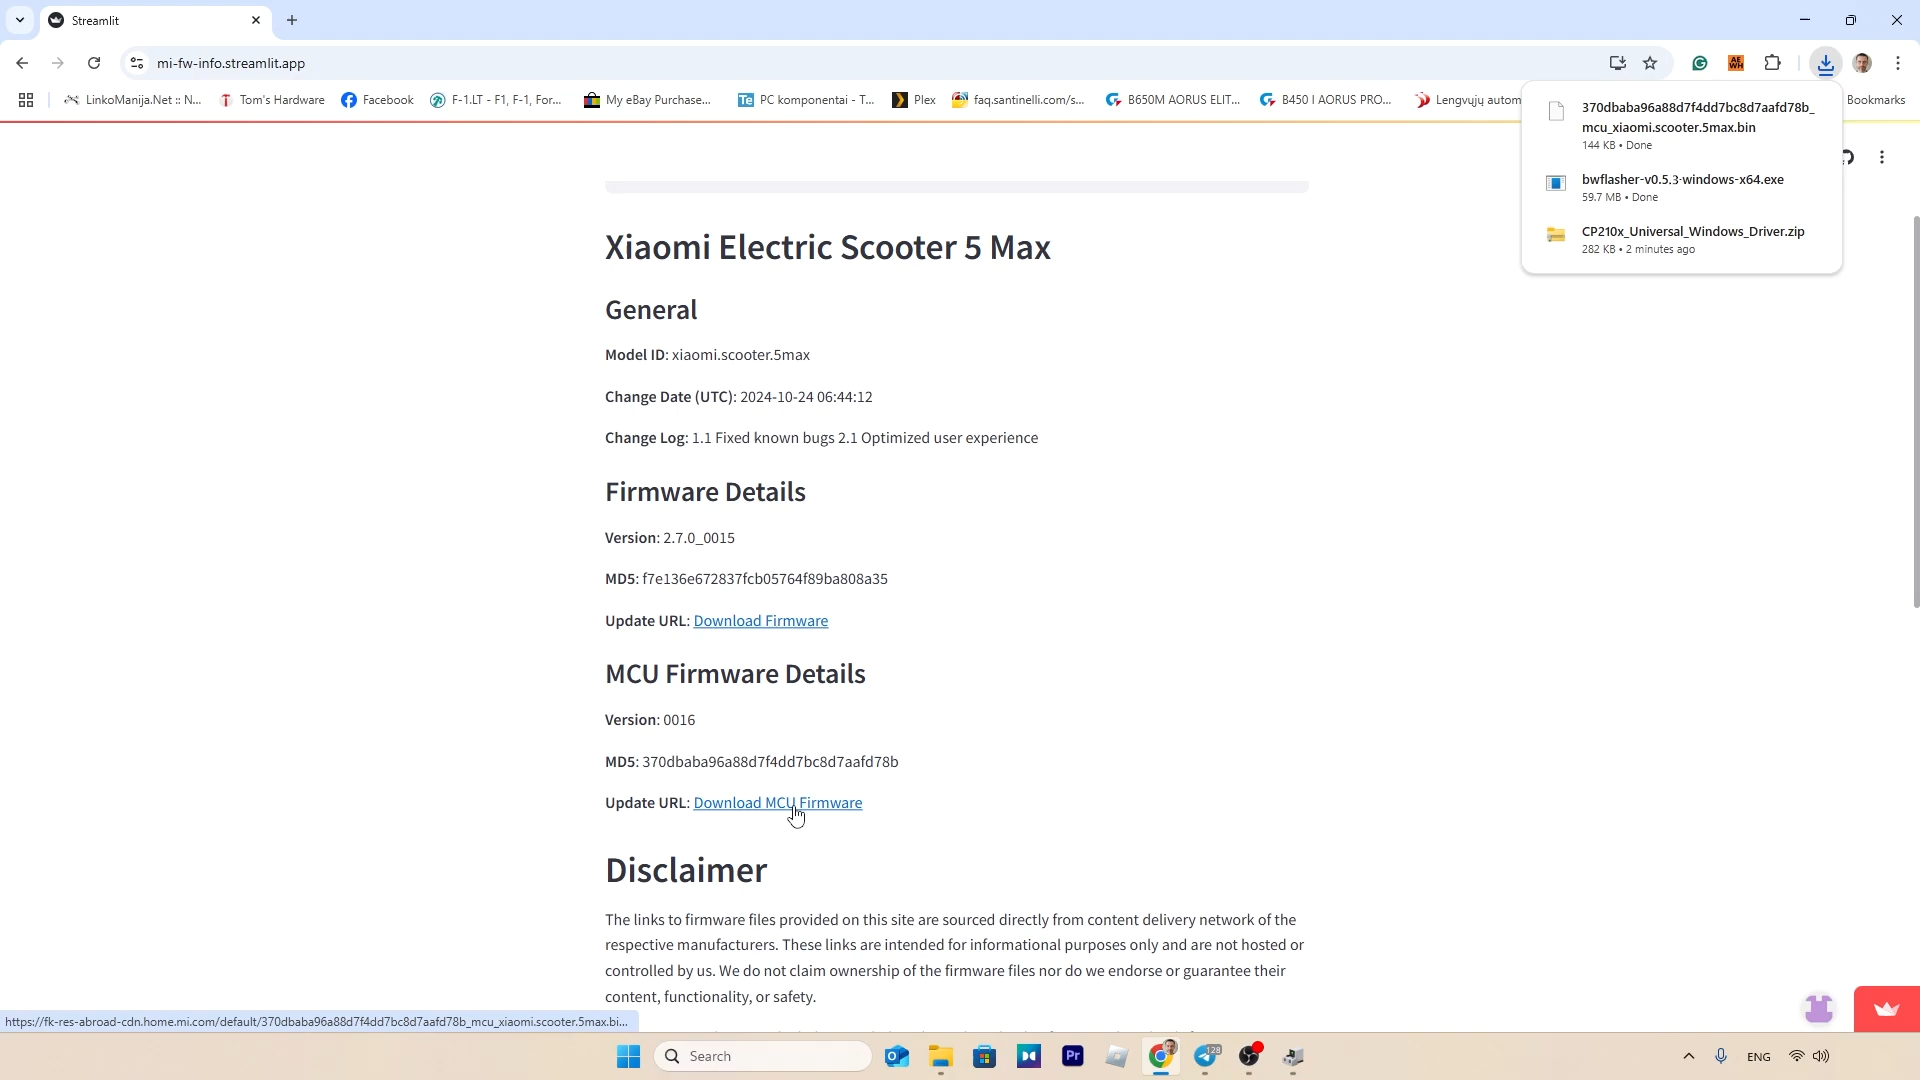 Streamlit
mi-fw-info.streamlit.app
LinkoManija.Net :: N...
Tom's Hardware
Facebook
F-1.LT - F1, F-1, For...
My eBay Purchase...
PC komponentai - T...
Plex
faq.santinelli.com/s...
B650M AORUS ELIT...
B450 I AORUS PRO...
Lengvųjų autom
Bookmarks
370dbaba96a88d7f4dd7bc8d7aafd78b_
mcu_xiaomi.scooter.5max.bin
144 KB • Done
bwflasher-v0.5.3-windows-x64.exe
59.7 MB • Done
CP210x_Universal_Windows_Driver.zip
282 KB • 2 minutes ago
Xiaomi Electric Scooter 5 Max
General
Model ID: xiaomi.scooter.5max
Change Date (UTC): 2024-10-24 06:44:12
Change Log: 1.1 Fixed known bugs 2.1 Optimized user experience
Firmware Details
Version: 2.7.0_0015
MD5: f7e136e672837fcb05764f89ba808a35
Update URL: Download Firmware
MCU Firmware Details
Version: 0016
MD5: 370dbaba96a88d7f4dd7bc8d7aafd78b
Update URL: Download MCU Firmware
Disclaimer
The links to firmware files provided on this site are sourced directly from content delivery network of the
respective manufacturers. These links are intended for informational purposes only and are not hosted or
controlled by us. We do not claim ownership of the firmware files nor do we endorse or guarantee their
content, functionality, or safety.
https://fk-res-abroad-cdn.home.mi.com/default/370dbaba96a88d7f4dd7bc8d7aafd78b_mcu_xiaomi.scooter.5max.bi...
Search
Pr
128
ENG